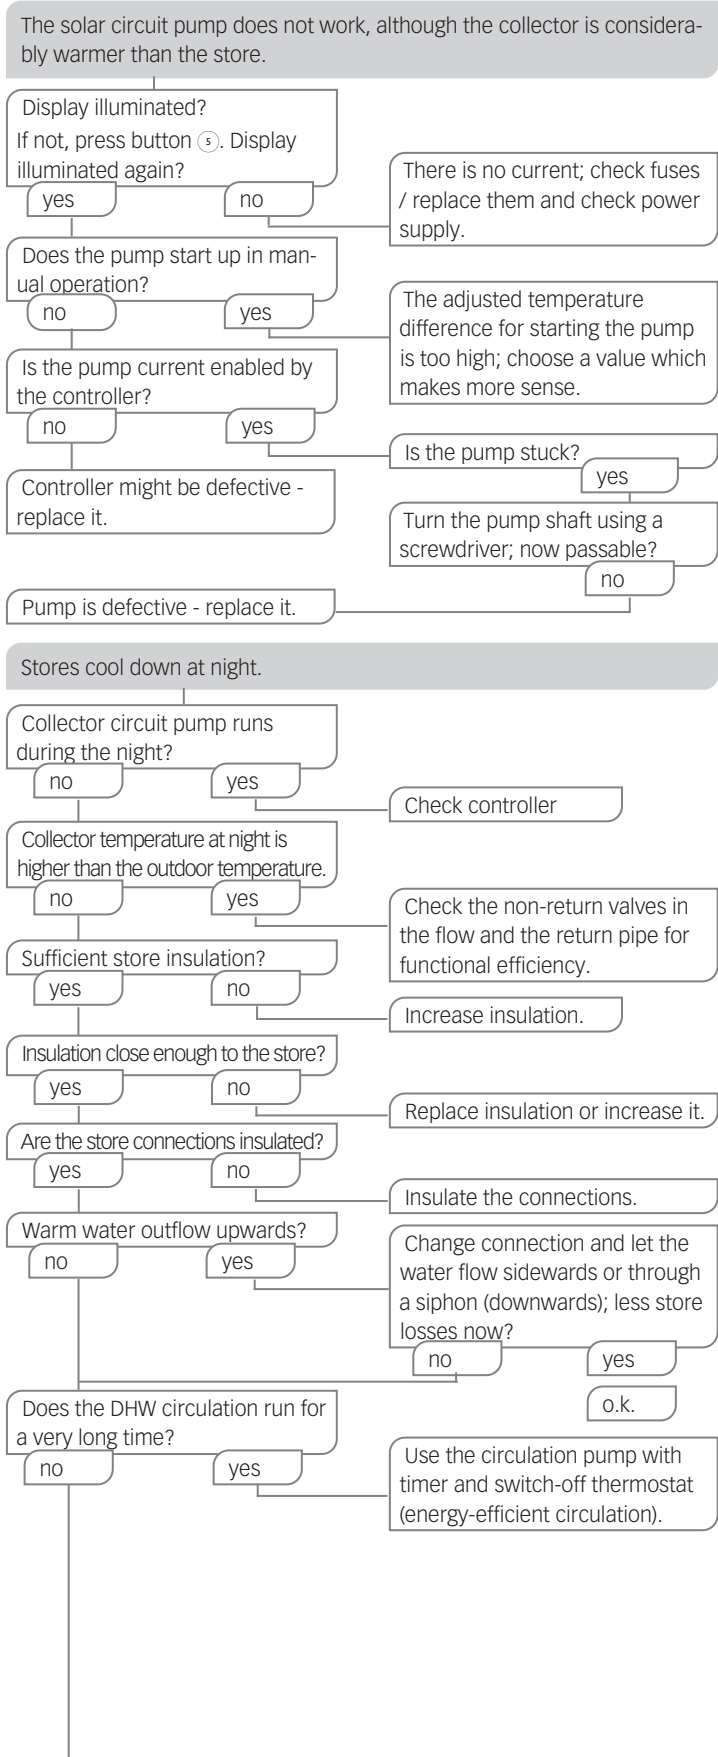 The solar circuit pump does not work, although the collector is considera-
bly warmer than the store.
Display illuminated?
If not, press button 5. Display
illuminated again?
yes
no
There is no current; check fuses
/ replace them and check power
supply.
Does the pump start up in man-
ual operation?
no
yes
The adjusted temperature
difference for starting the pump
is too high; choose a value which
makes more sense.
Is the pump current enabled by
the controller?
no
yes
Is the pump stuck?
yes
Controller might be defective -
replace it.
Turn the pump shaft using a
screwdriver; now passable?
no
Pump is defective - replace it.
Stores cool down at night.
Collector circuit pump runs
during the night?
no
yes
Check controller
Collector temperature at night is
higher than the outdoor temperature.
no
yes
Check the non-return valves in
the flow and the return pipe for
functional efficiency.
Sufficient store insulation?
yes
no
Increase insulation.
Insulation close enough to the store?
yes
no
Replace insulation or increase it.
Are the store connections insulated?
yes
no
Insulate the connections.
Warm water outflow upwards?
no
yes
Change connection and let the
water flow sidewards or through
a siphon (downwards); less store
losses now?
no
yes
o.k.
Does the DHW circulation run for
a very long time?
no
yes
Use the circulation pump with
timer and switch-off thermostat
(energy-efficient circulation).